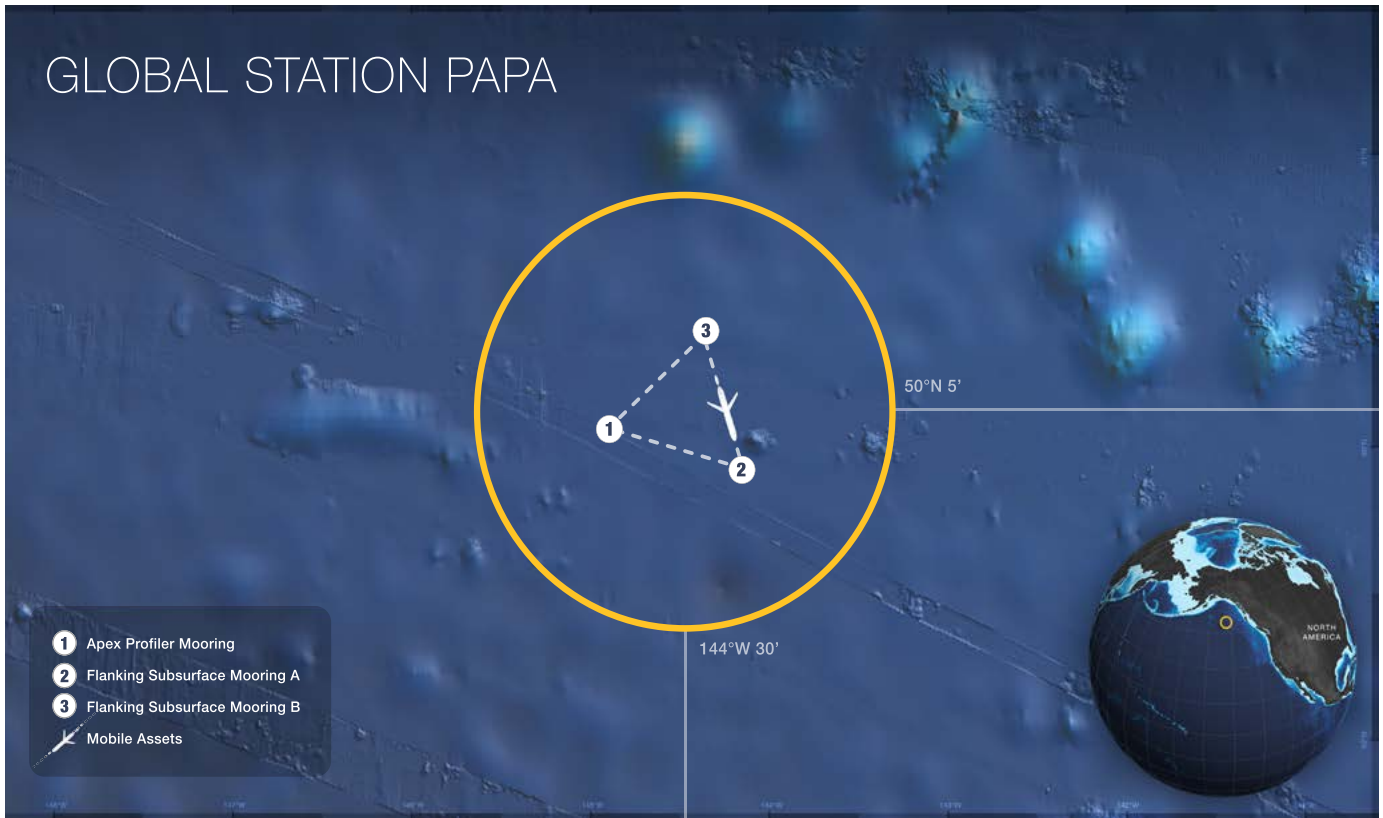 GLOBAL STATION PAPA
3
50°N 5’
1
2
144°W 30’
NORTH
AMERICA
1 Apex Profiler Mooring
2 Flanking Subsurface Mooring A
3 Flanking Subsurface Mooring B
Mobile Assets